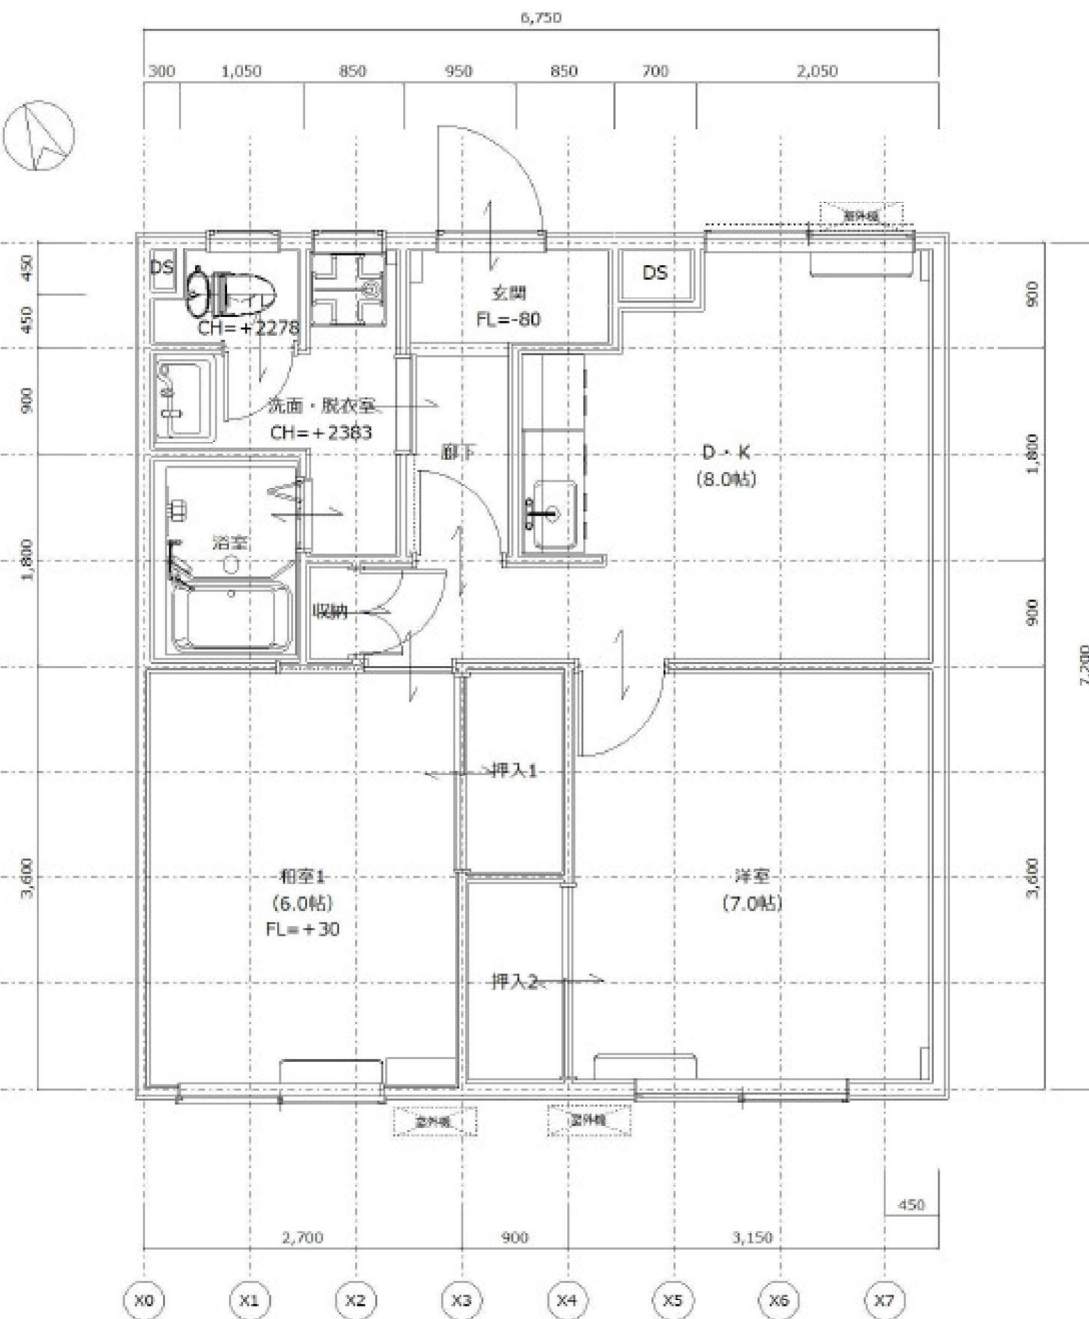 6,750
300
1,050
850
950
850
700
2,050
室外機
450
450
900
1,800
3,600
DS
CH=+2278
玄関
FL=-80
DS
900
1,800
900
3,600
7,200
洗面・脱衣室
CH=+2383
廊下
D・K
(8.0帖)
浴室
収納
押入1
和室1
(6.0帖)
FL=+30
洋室
(7.0帖)
押入2
室外機
室外機
450
2,700
900
3,150
X0
X1
X2
X3
X4
X5
X6
X7